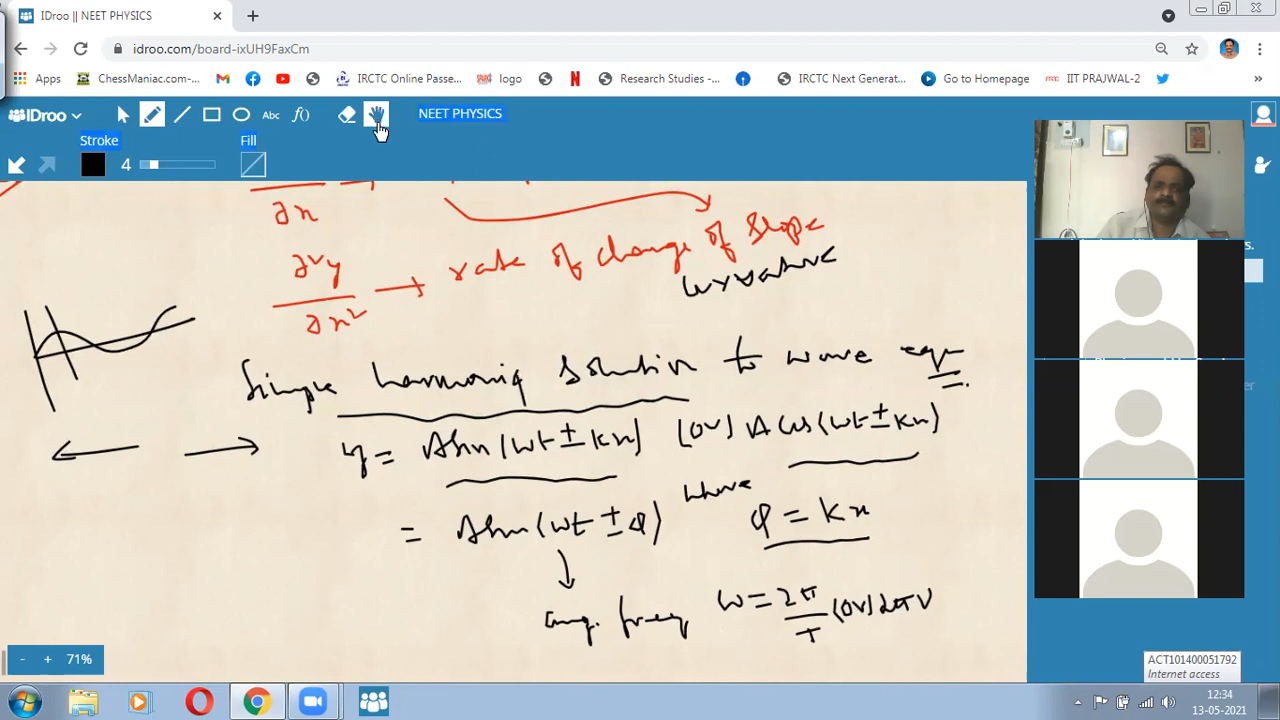 IDroo || NEET PHYSICS
idroo.com/board-ixUH9FaxCm
Apps ChessManiac.com-... IRCTC Online Passe... logo Research Studies -... IRCTC Next Generat... Go to Homepage IIT PRAJWAL-2 »
IDroo Abc f() NEET PHYSICS
Stroke Fill
4
∂x
∂²y/∂x² → rate of change of slope
Simple harmonic solution to wave eqn
y = A sin(ωt ± kx) (or) A cos(ωt ± kx)
= A sin(ωt ± φ) where φ = kx
ang. freq ω = 2π/T (or) 2πν
- + 71%
ACT101400051792
Internet access
12:34
13-05-2021